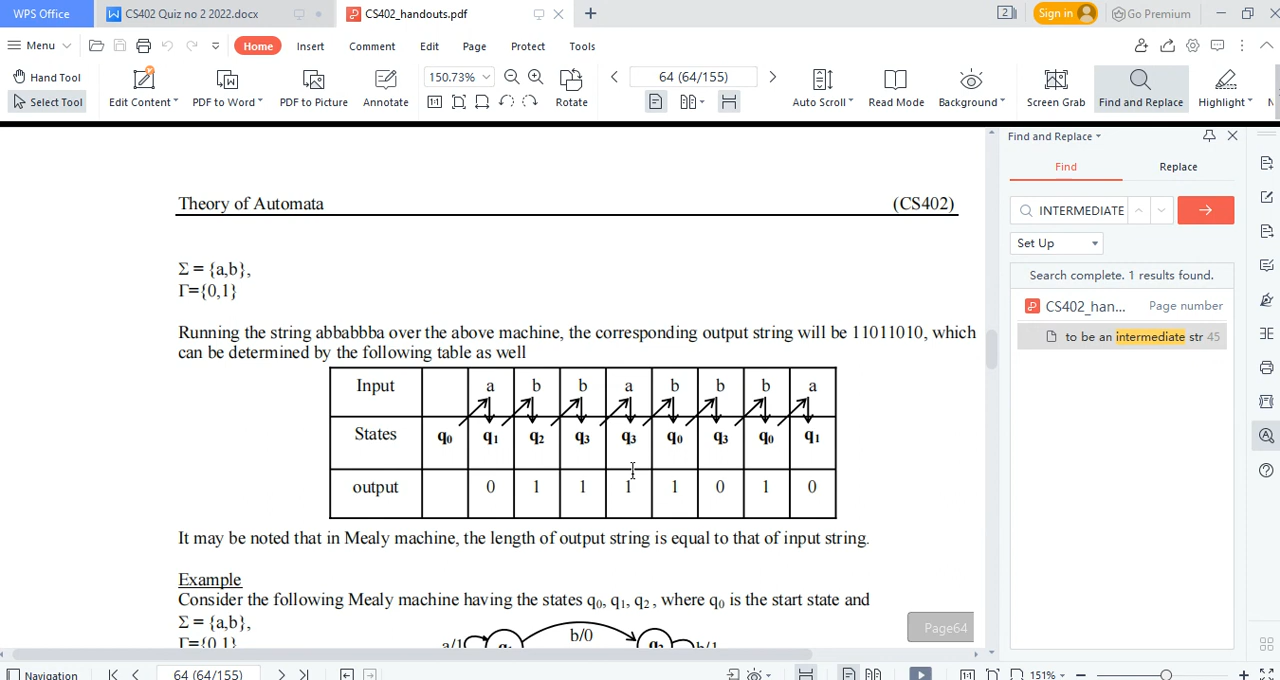 WPS Office
CS402 Quiz no 2 2022.docx
CS402_handouts.pdf
2
Sign in
Go Premium
Menu
Home
Insert
Comment
Edit
Page
Protect
Tools
Hand Tool
Select Tool
Edit Content
PDF to Word
PDF to Picture
Annotate
150.73%
Rotate
64 (64/155)
Auto Scroll
Read Mode
Background
Screen Grab
Find and Replace
Highlight
Theory of Automata (CS402)
Σ = {a,b},
Γ={0,1}
Running the string abbabbba over the above machine, the corresponding output string will be 11011010, which
can be determined by the following table as well
Input a b b a b b b a
States q₀ q₁ q₂ q₃ q₃ q₀ q₃ q₀ q₁
output 0 1 1 1 1 0 1 0
It may be noted that in Mealy machine, the length of output string is equal to that of input string.
Example
Consider the following Mealy machine having the states q₀, q₁, q₂ , where q₀ is the start state and
Σ = {a,b},
Γ={0,1}
a/1
b/0
b/1
Page64
Find and Replace
Find
Replace
INTERMEDIATE
Set Up
Search complete. 1 results found.
CS402_han... Page number
to be an intermediate str 45
Navigation
64 (64/155)
151%